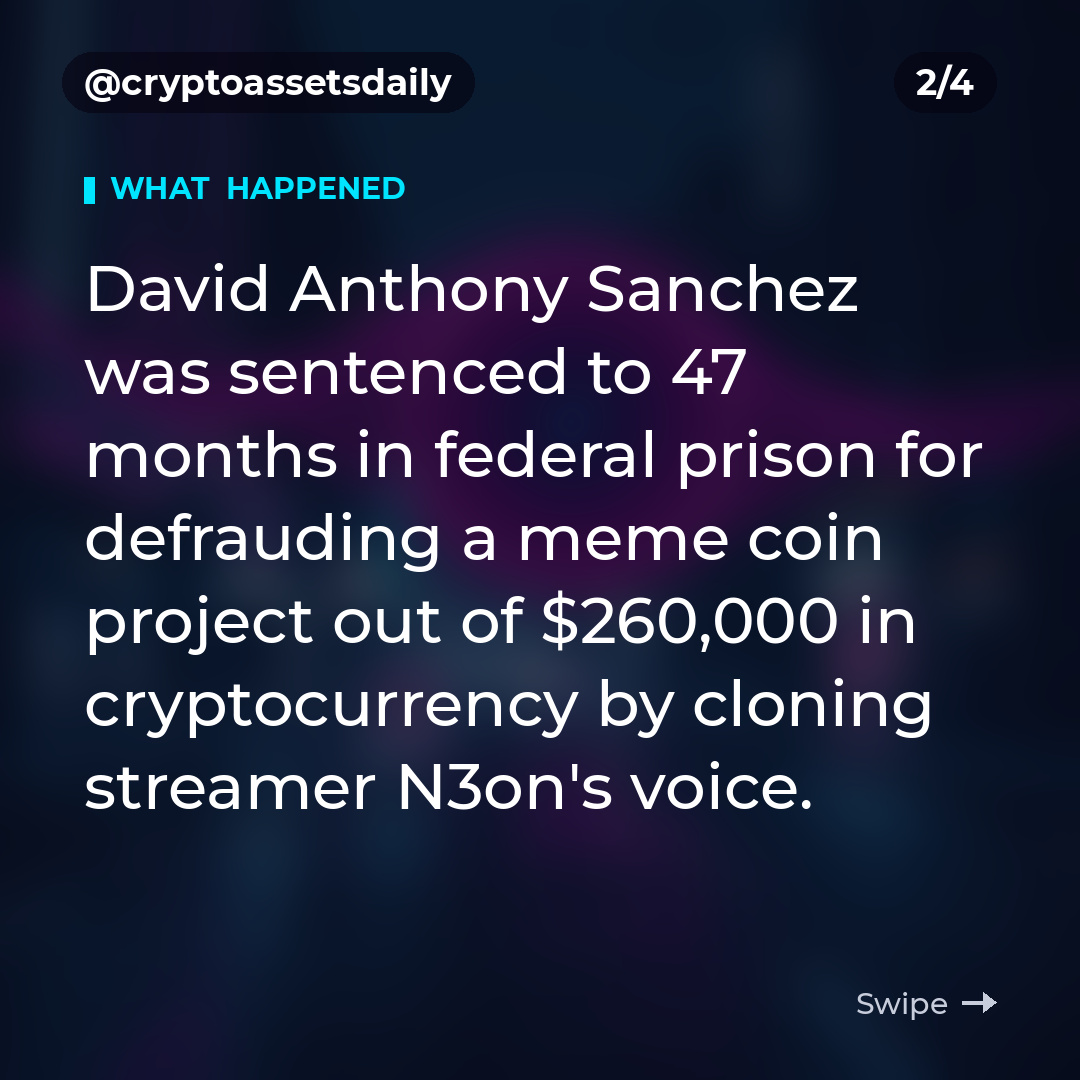 @cryptoassetsdaily
2/4
WHAT HAPPENED
David Anthony Sanchez
was sentenced to 47
months in federal prison for
defrauding a meme coin
project out of $260,000 in
cryptocurrency by cloning
streamer N3on's voice.
Swipe